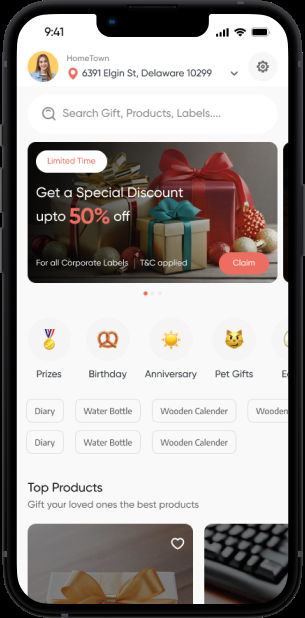 9:41
HomeTown
6391 Elgin St, Delaware 10299
Search Gift, Products, Labels....
Limited Time
Get a Special Discount
upto 50% off
For all Corporate Labels | T&C applied
Claim
Prizes
Birthday
Anniversary
Pet Gifts
Diary
Water Bottle
Wooden Calender
Wooden
Diary
Water Bottle
Wooden Calender
Top Products
Gift your loved ones the best products